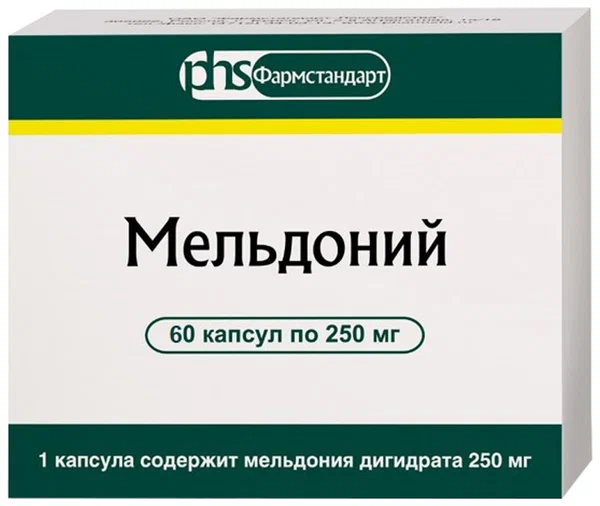 phs Фармстандарт
Мельдоний
60 капсул по 250 мг
1 капсула содержит мельдония дигидрата 250 мг